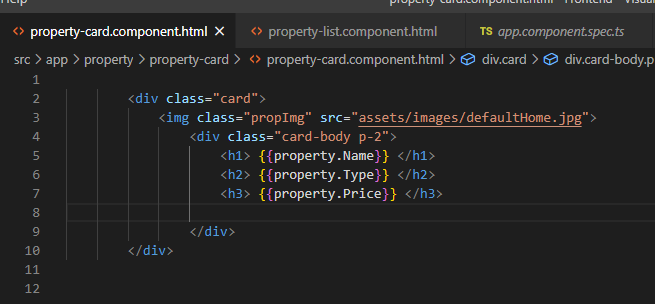 Help
property-card.component.html - Frontend - Visual
property-card.component.html × property-list.component.html TS app.component.spec.ts
src > app > property > property-card > property-card.component.html > div.card > div.card-body.p
1
2 <div class="card">
3 <img class="propImg" src="assets/images/defaultHome.jpg">
4 <div class="card-body p-2">
5 <h1> {{property.Name}} </h1>
6 <h2> {{property.Type}} </h2>
7 <h3> {{property.Price}} </h3>
8
9 </div>
10 </div>
11
12